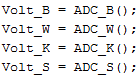 Volt_B = ADC_B();
Volt_W = ADC_W();
Volt_K = ADC_K();
Volt_S = ADC_S();